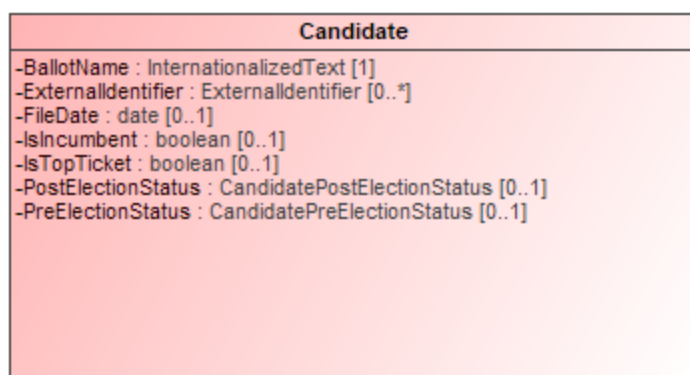 Candidate
-BallotName : InternationalizedText [1]
-ExternalIdentifier : ExternalIdentifier [0..*]
-FileDate : date [0..1]
-IsIncumbent : boolean [0..1]
-IsTopTicket : boolean [0..1]
-PostElectionStatus : CandidatePostElectionStatus [0..1]
-PreElectionStatus : CandidatePreElectionStatus [0..1]